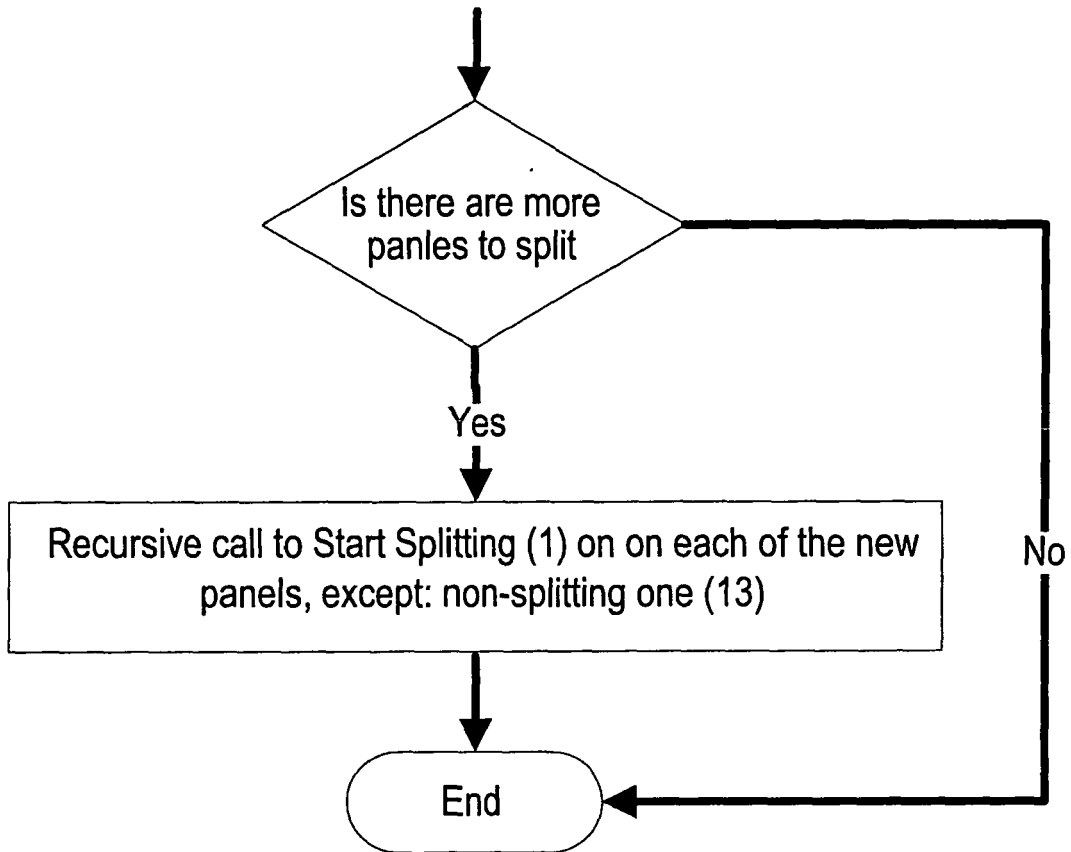 Is there are more
panles to split
Yes
Recursive call to Start Splitting (1) on on each of the new
panels, except: non-splitting one (13)
No
End